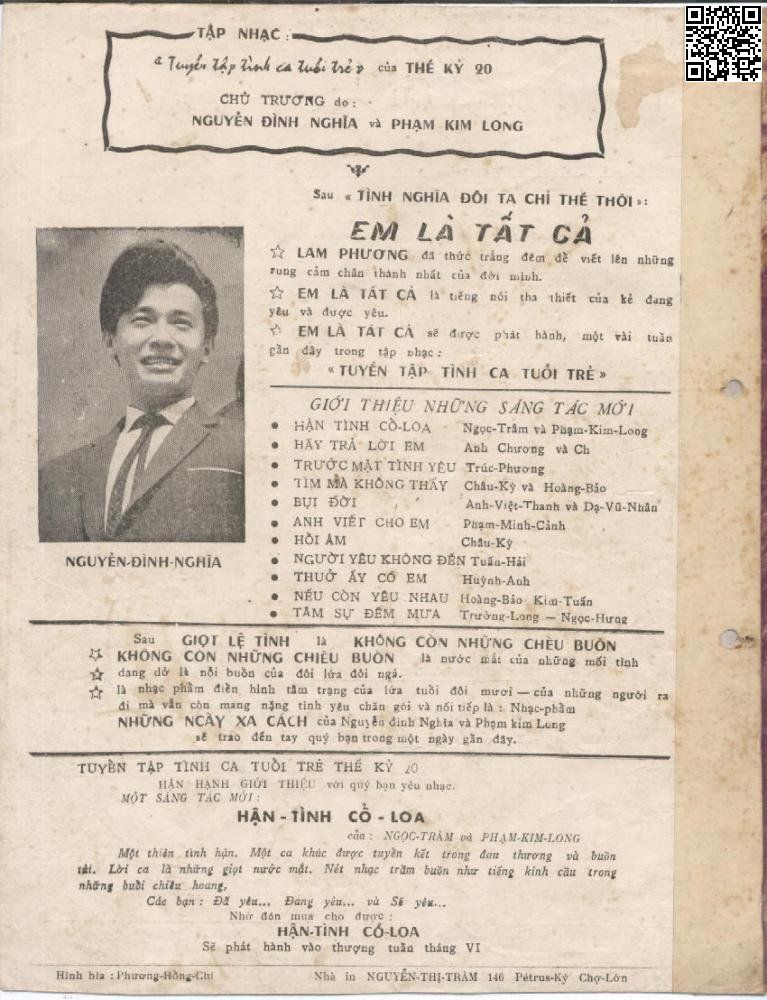 TẬP NHẠC :
« Tuyển tập tình ca tuổi trẻ » của THẾ KỶ 20
CHỦ TRƯƠNG do :
NGUYỄN ĐÌNH NGHĨA và PHẠM KIM LONG
Sau « TÌNH NGHĨA ĐÔI TA CHỈ THẾ THÔI »:
EM LÀ TẤT CẢ
☆ LAM PHƯƠNG đã thức trắng đêm để viết lên những
rung cảm chân thành nhất của đời mình.
☆ EM LÀ TẤT CẢ là tiếng nói tha thiết của kẻ đang
yêu và được yêu.
☆ EM LÀ TẤT CẢ sẽ được phát hành, một vài tuần
gần đây trong tập nhạc :
« TUYỂN TẬP TÌNH CA TUỔI TRẺ »
GIỚI THIỆU NHỮNG SÁNG TÁC MỚI
● HẬN TÌNH CỔ-LOA Ngọc-Trâm và Phạm-Kim-Long
● HÃY TRẢ LỜI EM Anh Chương và Ch
● TRƯỚC MẶT TÌNH YÊU Trúc-Phương
● TÌM MÀ KHÔNG THẤY Châu-Kỳ và Hoàng-Bảo
● BỤI ĐỜI Anh-Việt-Thanh và Dạ-Vũ-Nhân
● ANH VIẾT CHO EM Phạm-Minh-Cảnh
● HỒI ÂM Châu-Kỳ
● NGƯỜI YÊU KHÔNG ĐẾN Tuấn-Hải
● THUỞ ẤY CÓ EM Huỳnh-Anh
● NẾU CÒN YÊU NHAU Hoàng-Bảo Kim-Tuấn
● TÂM SỰ ĐÊM MƯA Trường-Long — Ngọc-Hưng
NGUYỄN-ĐÌNH-NGHĨA
Sau GIỌT LỆ TÌNH là KHÔNG CÒN NHỮNG CHIỀU BUỒN
☆ KHÔNG CÒN NHỮNG CHIỀU BUỒN là nước mắt của những mối tình
☆ dang dở là nỗi buồn của đôi lứa đôi ngả.
☆ là nhạc phẩm điển hình tâm trạng của lứa tuổi đôi mươi — của những người ra
đi mà vẫn còn mang nặng tình yêu chăn gối và nối tiếp là : Nhạc-phẩm
NHỮNG NGÀY XA CÁCH của Nguyễn đình Nghĩa và Phạm kim Long
sẽ trao đến tay quý bạn trong một ngày gần đây.
TUYỂN TẬP TÌNH CA TUỔI TRẺ THẾ KỶ 20
HÂN HẠNH GIỚI THIỆU với quý bạn yêu nhạc.
MỘT SÁNG TÁC MỚI :
HẬN - TÌNH CỔ - LOA
của : NGỌC-TRÂM và PHẠM-KIM-LONG
Một thiên tình hận. Một ca khúc được tuyển kết trong đau thương và buồn
tủi. Lời ca là những giọt nước mắt. Nét nhạc trầm buồn như tiếng kinh cầu trong
những buổi chiều hoang,
Các bạn : Đã yêu... Đang yêu... và Sẽ yêu...
Nhớ đón mua cho được :
HẬN-TÌNH CỔ-LOA
Sẽ phát hành vào thượng tuần tháng VI
Hình bìa : Phương-Hồng-Chi Nhà in NGUYỄN-THỊ-TRÂM 146 Pétrus-Ký Chợ-Lớn